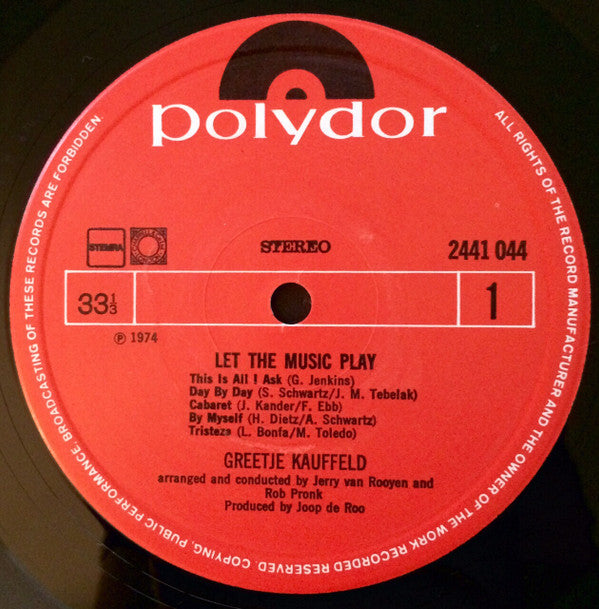 polydor
STEMRA
STEREO
2441 044
33⅓
1
℗ 1974
LET THE MUSIC PLAY
This Is All I Ask (G. Jenkins)
Day By Day (S. Schwartz/J. M. Tebelak)
Cabaret (J. Kander/F. Ebb)
By Myself (H. Dietz/A. Schwartz)
Tristeza (L. Bonfa/M. Toledo)
GREETJE KAUFFELD
arranged and conducted by Jerry van Rooyen and
Rob Pronk
Produced by Joop de Roo
ALL RIGHTS OF THE RECORD MANUFACTURER AND THE OWNER OF THE WORK RECORDED RESERVED COPYING, PUBLIC PERFORMANCE, BROADCASTING OF THESE RECORDS ARE FORBIDDEN